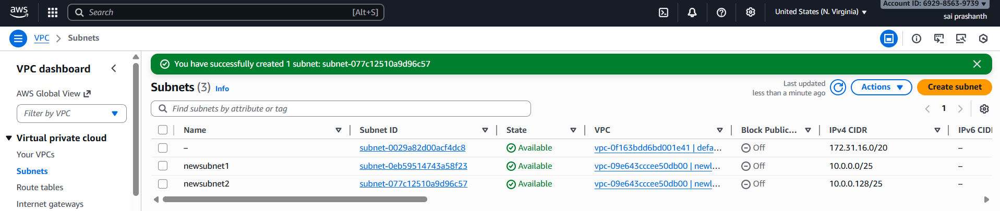 aws
Search [Alt+S]
United States (N. Virginia)
Account ID: 6929-8563-9739
sai prashanth
VPC > Subnets
VPC dashboard
AWS Global View
Filter by VPC
Virtual private cloud
Your VPCs
Subnets
Route tables
Internet gateways
You have successfully created 1 subnet: subnet-077c12510a9d96c57
Subnets (3) Info
Last updated
less than a minute ago
Actions
Create subnet
Find subnets by attribute or tag
1
Name Subnet ID State VPC Block Public... IPv4 CIDR IPv6 CIDI
– subnet-0029a82d00acf4dc8 Available vpc-0f163bdd6bd001e41 | defa... Off 172.31.16.0/20 –
newsubnet1 subnet-0eb59514743a58f23 Available vpc-09e643cccee50db00 | newl... Off 10.0.0.0/25 –
newsubnet2 subnet-077c12510a9d96c57 Available vpc-09e643cccee50db00 | newl... Off 10.0.0.128/25 –